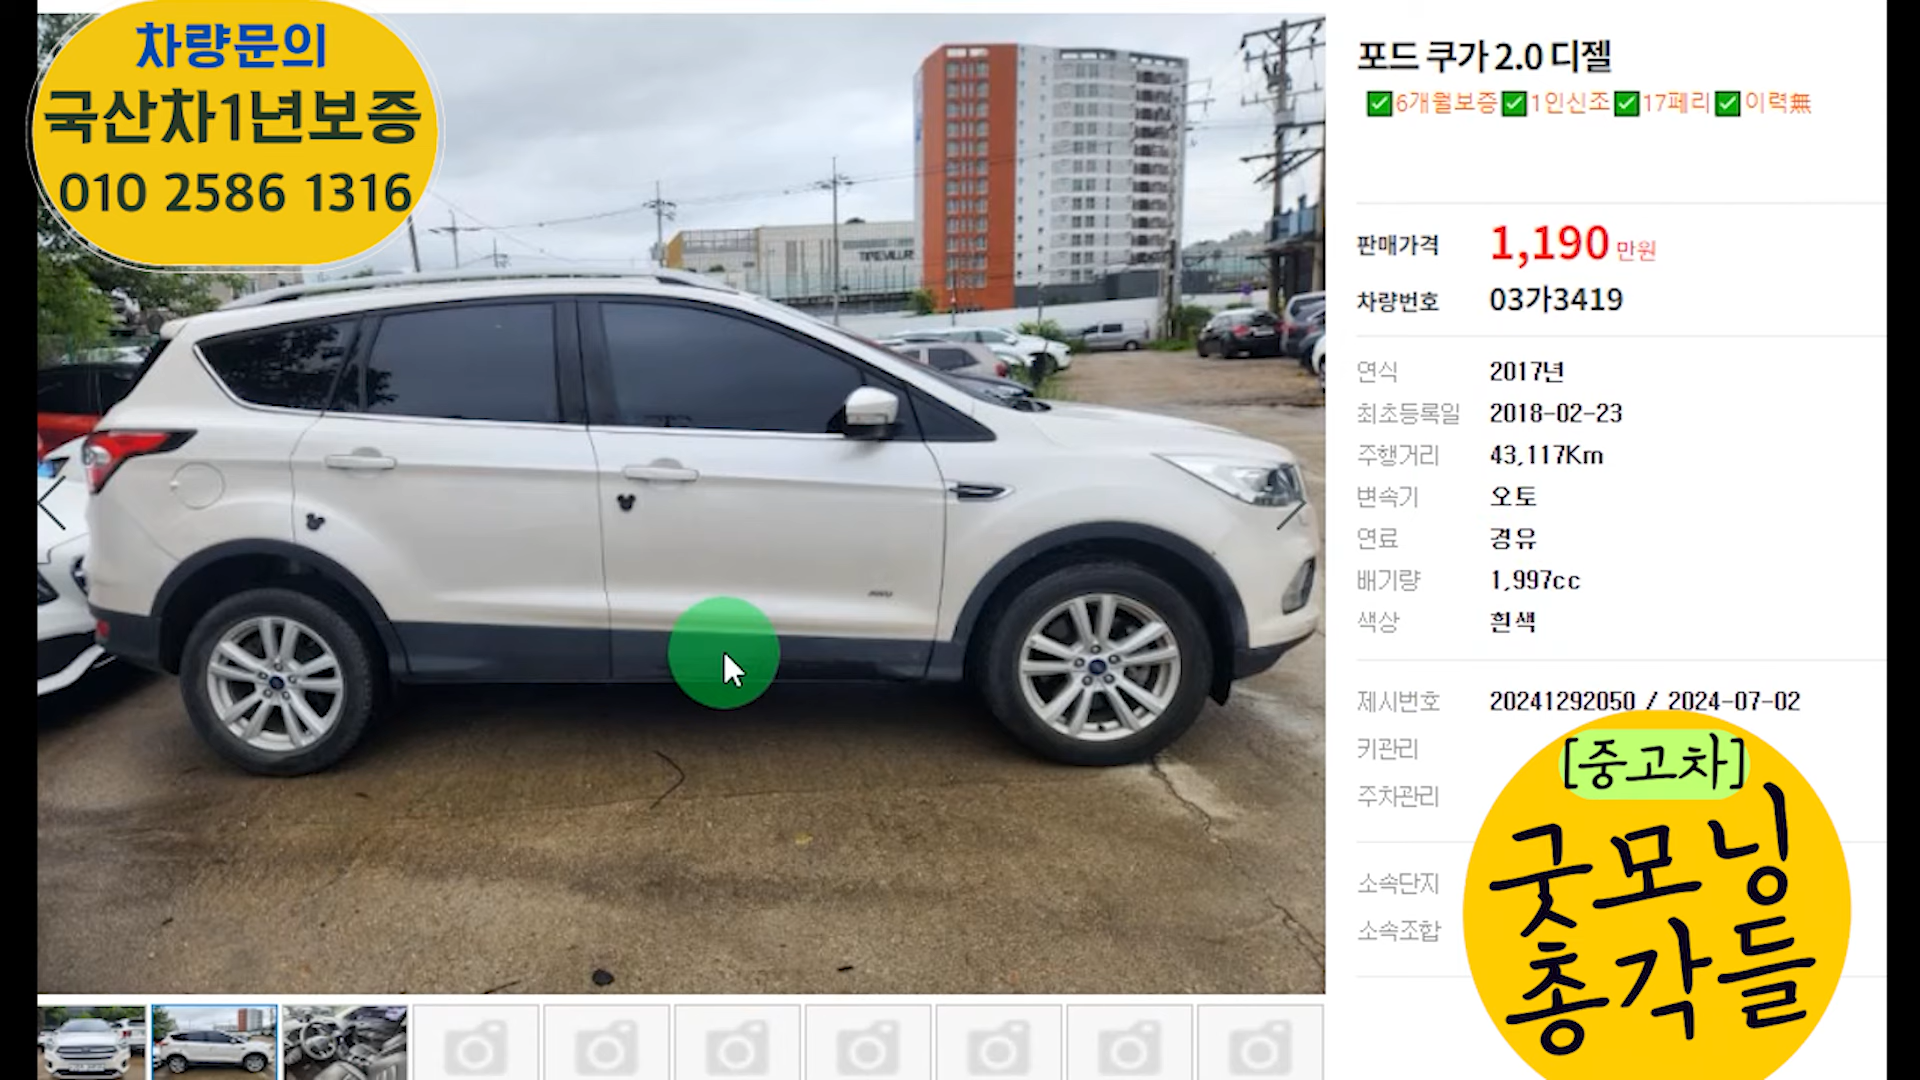 차량문의
국산차1년보증
010 2586 1316
포드 쿠가 2.0 디젤
✅6개월보증✅1인신조✅17페리✅이력無
판매가격 1,190 만원
차량번호 03가3419
연식 2017년
최초등록일 2018-02-23
주행거리 43,117Km
변속기 오토
연료 경유
배기량 1,997cc
색상 흰색
제시번호 20241292050 / 2024-07-02
키관리
주차관리
소속단지
소속조합
[중고차]
굿모닝
총각들